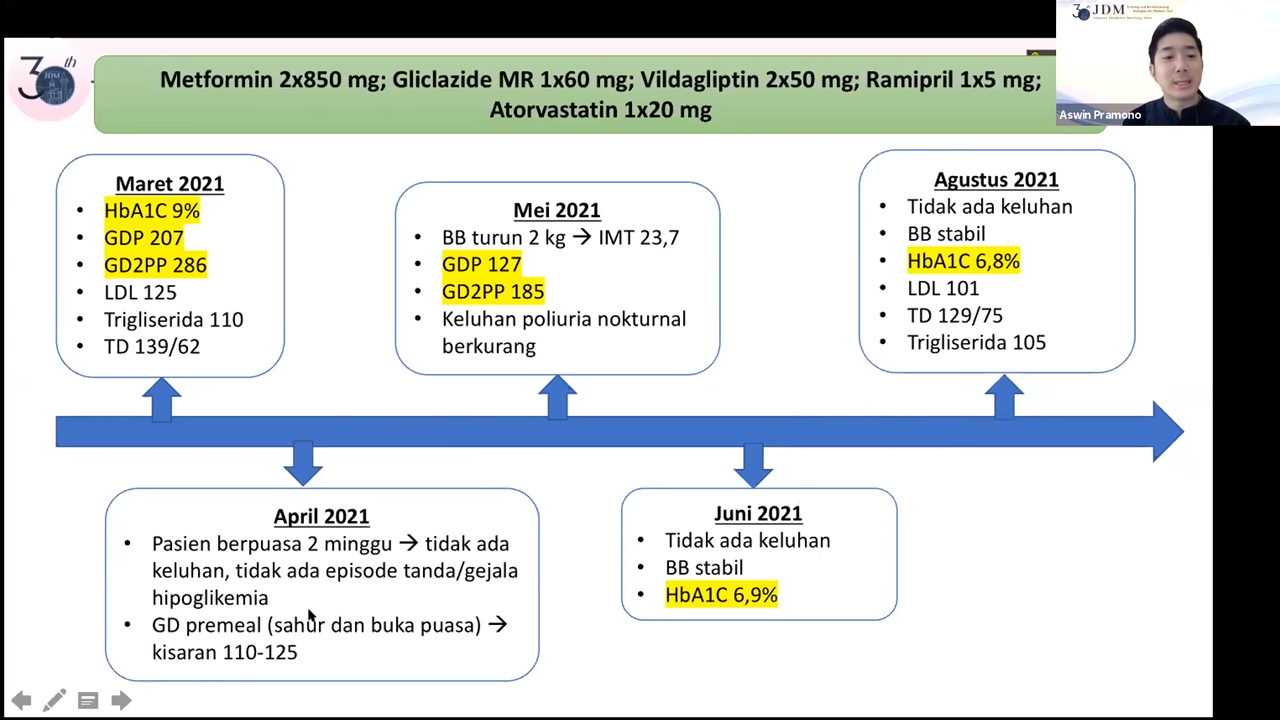 30th
JDM
Metformin 2x850 mg; Gliclazide MR 1x60 mg; Vildagliptin 2x50 mg; Ramipril 1x5 mg;
Atorvastatin 1x20 mg
30 JDM
Aswin Pramono
Maret 2021
• HbA1C 9%
• GDP 207
• GD2PP 286
• LDL 125
• Trigliserida 110
• TD 139/62
Mei 2021
• BB turun 2 kg → IMT 23,7
• GDP 127
• GD2PP 185
• Keluhan poliuria nokturnal
berkurang
Agustus 2021
• Tidak ada keluhan
• BB stabil
• HbA1C 6,8%
• LDL 101
• TD 129/75
• Trigliserida 105
April 2021
• Pasien berpuasa 2 minggu → tidak ada
keluhan, tidak ada episode tanda/gejala
hipoglikemia
• GD premeal (sahur dan buka puasa) →
kisaran 110-125
Juni 2021
• Tidak ada keluhan
• BB stabil
• HbA1C 6,9%